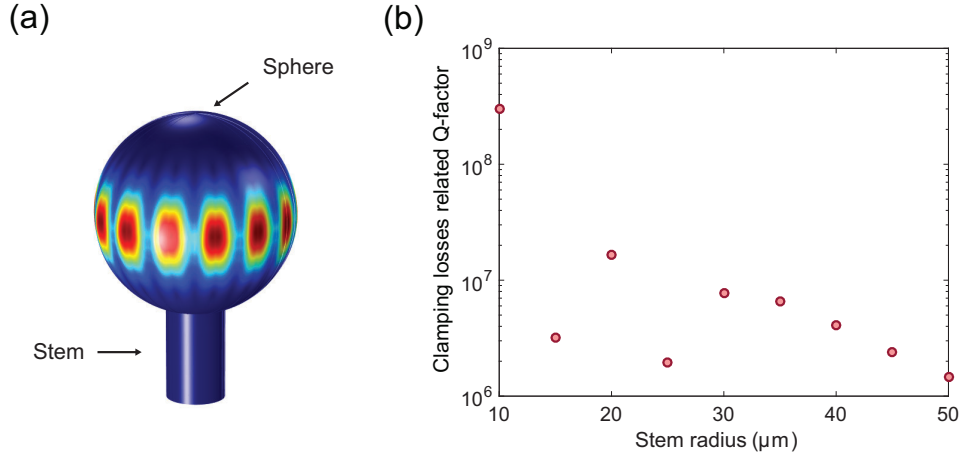 (a)
Sphere
Stem
(b)
Clamping losses related Q-factor
10⁹
10⁸
10⁷
10⁶
10
20
30
40
50
Stem radius (µm)